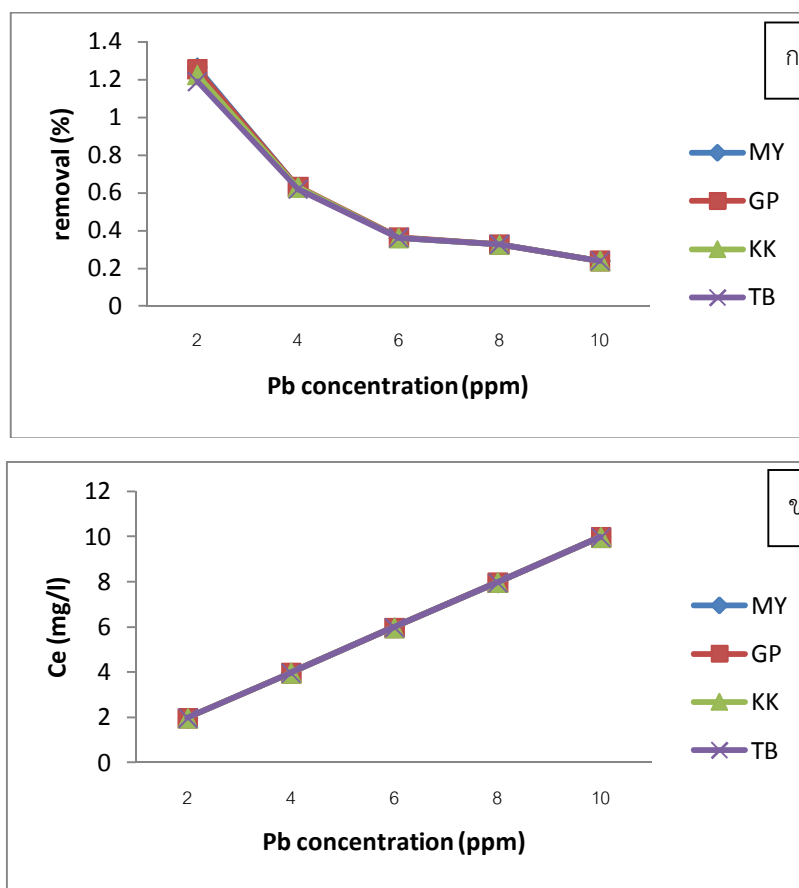 ก
1.4
1.2
1
0.8
0.6
0.4
0.2
0
removal (%)
2 4 6 8 10
Pb concentration (ppm)
MY
GP
KK
TB
ข
12
10
8
6
4
2
0
Ce (mg/l)
2 4 6 8 10
Pb concentration (ppm)
MY
GP
KK
TB